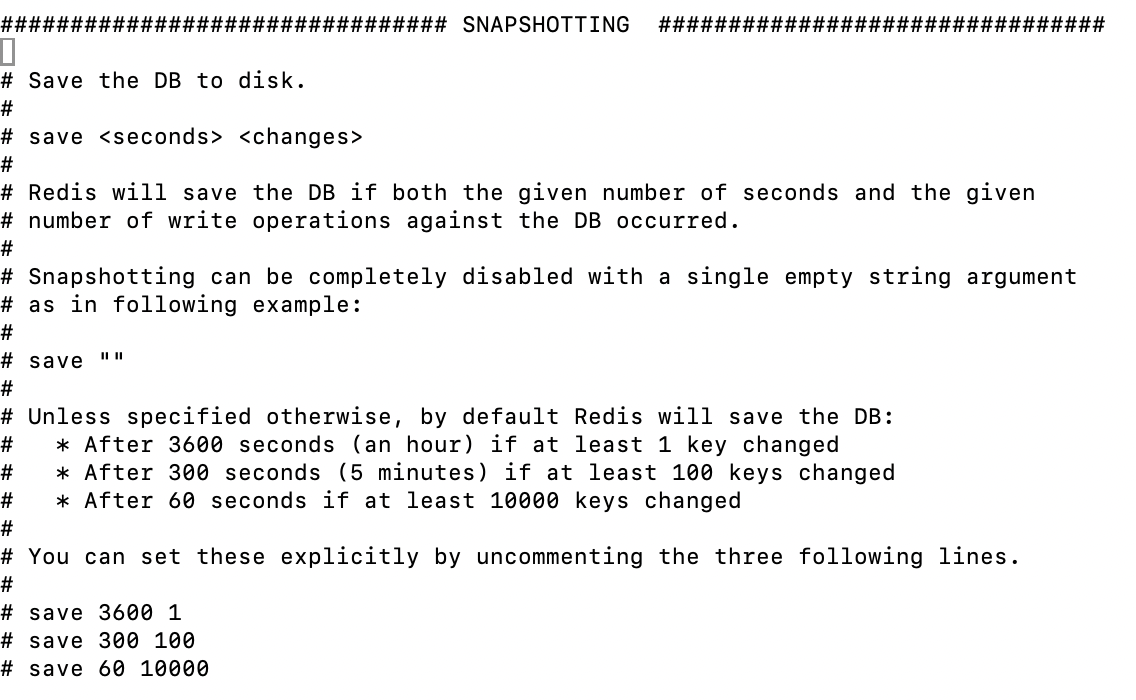 ################################ SNAPSHOTTING  ################################
# Save the DB to disk.
#
# save <seconds> <changes>
#
# Redis will save the DB if both the given number of seconds and the given
# number of write operations against the DB occurred.
#
# Snapshotting can be completely disabled with a single empty string argument
# as in following example:
#
# save ""
#
# Unless specified otherwise, by default Redis will save the DB:
#   * After 3600 seconds (an hour) if at least 1 key changed
#   * After 300 seconds (5 minutes) if at least 100 keys changed
#   * After 60 seconds if at least 10000 keys changed
#
# You can set these explicitly by uncommenting the three following lines.
#
# save 3600 1
# save 300 100
# save 60 10000